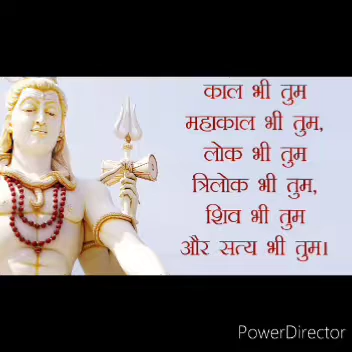 काल भी तुम
महाकाल भी तुम,
लोक भी तुम
त्रिलोक भी तुम,
शिव भी तुम
और सत्य भी तुम।
PowerDirector